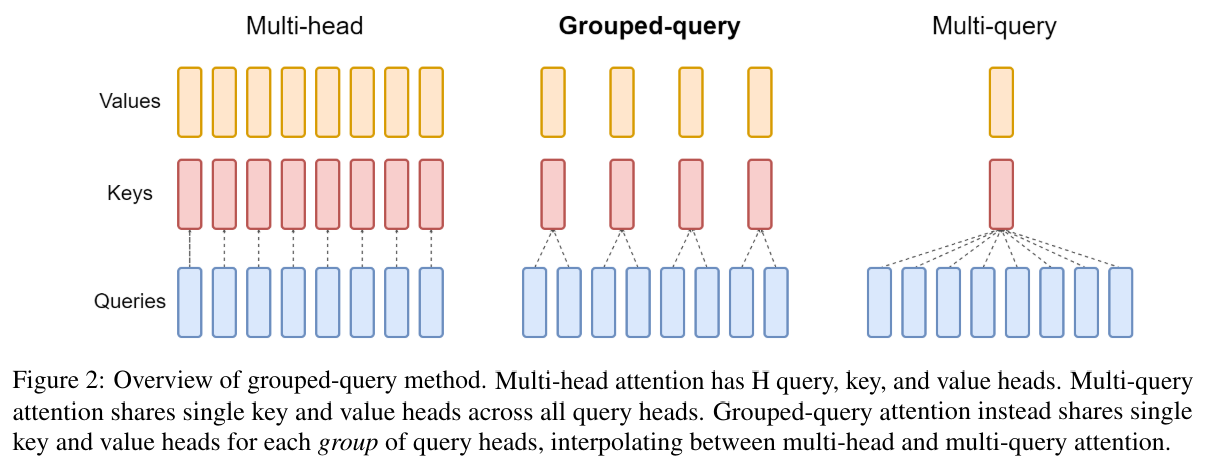 Multi-head Grouped-query Multi-query
Values
Keys
Queries
Figure 2: Overview of grouped-query method. Multi-head attention has H query, key, and value heads. Multi-query
attention shares single key and value heads across all query heads. Grouped-query attention instead shares single
key and value heads for each group of query heads, interpolating between multi-head and multi-query attention.